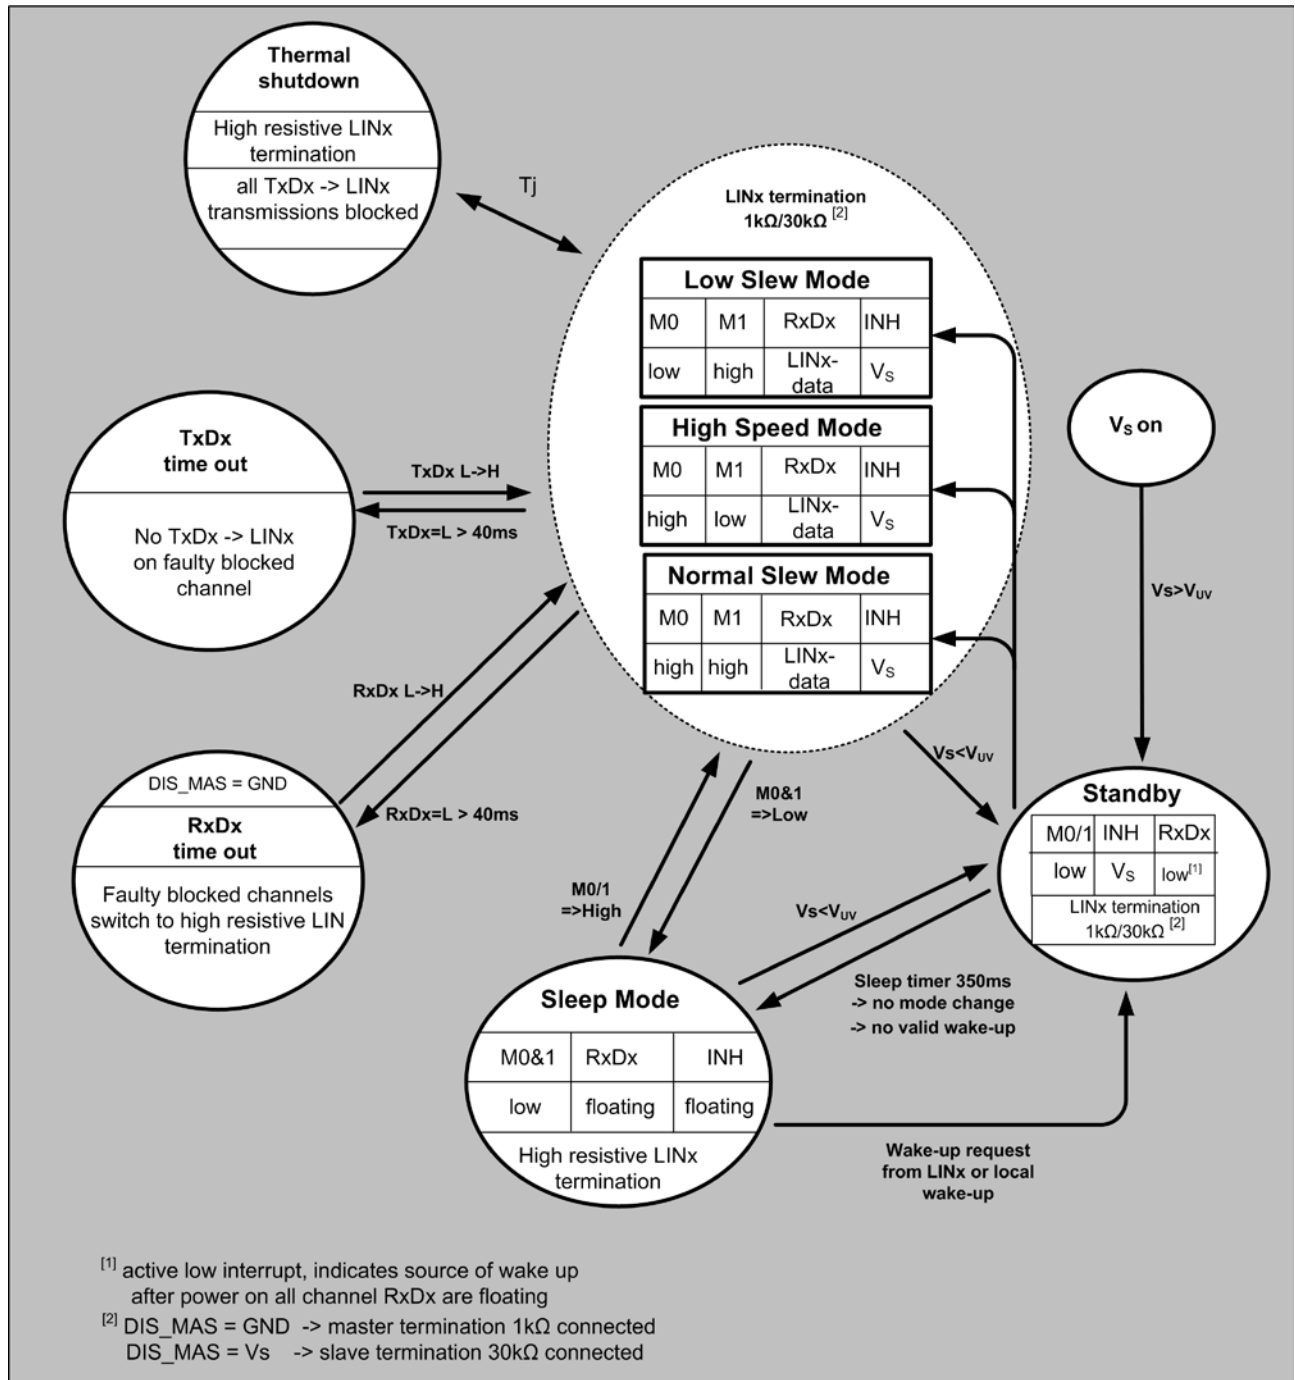 Thermal
shutdown
High resistive LINx
termination
all TxDx -> LINx
transmissions blocked
Tj
LINx termination
1kΩ/30kΩ [2]
Low Slew Mode
M0 M1 RxDx INH
low high LINx-data VS
High Speed Mode
M0 M1 RxDx INH
high low LINx-data VS
Normal Slew Mode
M0 M1 RxDx INH
high high LINx-data VS
VS on
Vs>VUV
TxDx
time out
No TxDx -> LINx
on faulty blocked
channel
TxDx L->H
TxDx=L > 40ms
RxDx L->H
RxDx=L > 40ms
DIS_MAS = GND
RxDx
time out
Faulty blocked channels
switch to high resistive LIN
termination
Vs<VUV
M0&1
=>Low
M0/1
=>High
Vs<VUV
Standby
M0/1 INH RxDx
low VS low[1]
LINx termination
1kΩ/30kΩ [2]
Sleep timer 350ms
-> no mode change
-> no valid wake-up
Sleep Mode
M0&1 RxDx INH
low floating floating
High resistive LINx
termination
Wake-up request
from LINx or local
wake-up
[1] active low interrupt, indicates source of wake up
after power on all channel RxDx are floating
[2] DIS_MAS = GND -> master termination 1kΩ connected
DIS_MAS = Vs -> slave termination 30kΩ connected